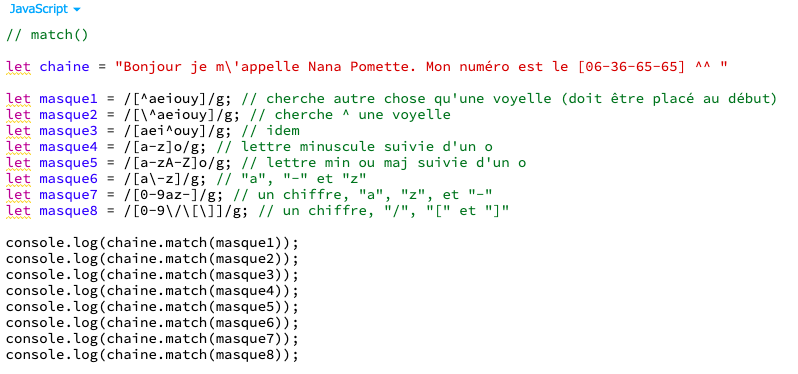 JavaScript
// match()
let chaine = "Bonjour je m\'appelle Nana Pomette. Mon numéro est le [06-36-65-65] ^^ "
let masque1 = /[^aeiouy]/g; // cherche autre chose qu'une voyelle (doit être placé au début)
let masque2 = /[\^aeiouy]/g; // cherche ^ une voyelle
let masque3 = /[aei^ouy]/g; // idem
let masque4 = /[a-z]o/g; // lettre minuscule suivie d'un o
let masque5 = /[a-zA-Z]o/g; // lettre min ou maj suivie d'un o
let masque6 = /[a\-z]/g; // "a", "-" et "z"
let masque7 = /[0-9az-]/g; // un chiffre, "a", "z", et "-"
let masque8 = /[0-9\/\[\]]/g; // un chiffre, "/", "[" et "]"
console.log(chaine.match(masque1));
console.log(chaine.match(masque2));
console.log(chaine.match(masque3));
console.log(chaine.match(masque4));
console.log(chaine.match(masque5));
console.log(chaine.match(masque6));
console.log(chaine.match(masque7));
console.log(chaine.match(masque8));